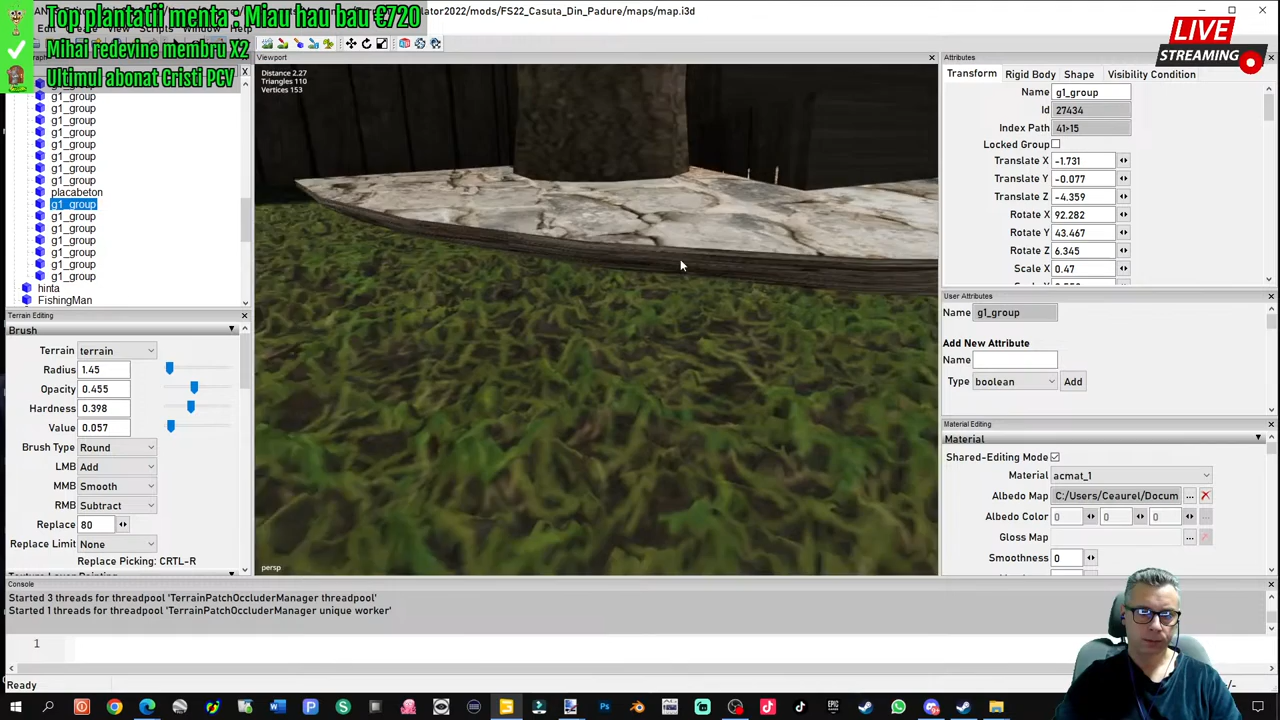 Top plantatii menta : Miau hau bau €720
Mihai redevine membru X2
Ultimul abonat Cristi PCV
LIVE
STREAMING
lator2022/mods/FS22_Casuta_Din_Padure/maps/map.i3d
Viewport
Distance 2.27
Triangles 110
Vertices 153
persp
g1_group
g1_group
g1_group
g1_group
g1_group
g1_group
g1_group
g1_group
placabeton
g1_group
g1_group
g1_group
g1_group
g1_group
g1_group
g1_group
hinta
FishingMan
Terrain Editing
Brush
Terrain terrain
Radius 1.45
Opacity 0.455
Hardness 0.398
Value 0.057
Brush Type Round
LMB Add
MMB Smooth
RMB Subtract
Replace 80
Replace Limit None
Replace Picking: CRTL-R
Attributes
Transform Rigid Body Shape Visibility Condition
Name g1_group
Id 27434
Index Path 41>15
Locked Group
Translate X -1.731
Translate Y -0.077
Translate Z -4.359
Rotate X 92.282
Rotate Y 43.467
Rotate Z 6.345
Scale X 0.47
User Attributes
Name g1_group
Add New Attribute
Name
Type boolean Add
Material Editing
Material
Shared-Editing Mode
Material acmat_1
Albedo Map C:/Users/Ceaurel/Docum ...
Albedo Color 0 0 0 ...
Gloss Map ...
Smoothness 0
Console
Started 3 threads for threadpool 'TerrainPatchOccluderManager threadpool'
Started 1 threads for threadpool 'TerrainPatchOccluderManager unique worker'
1
Ready